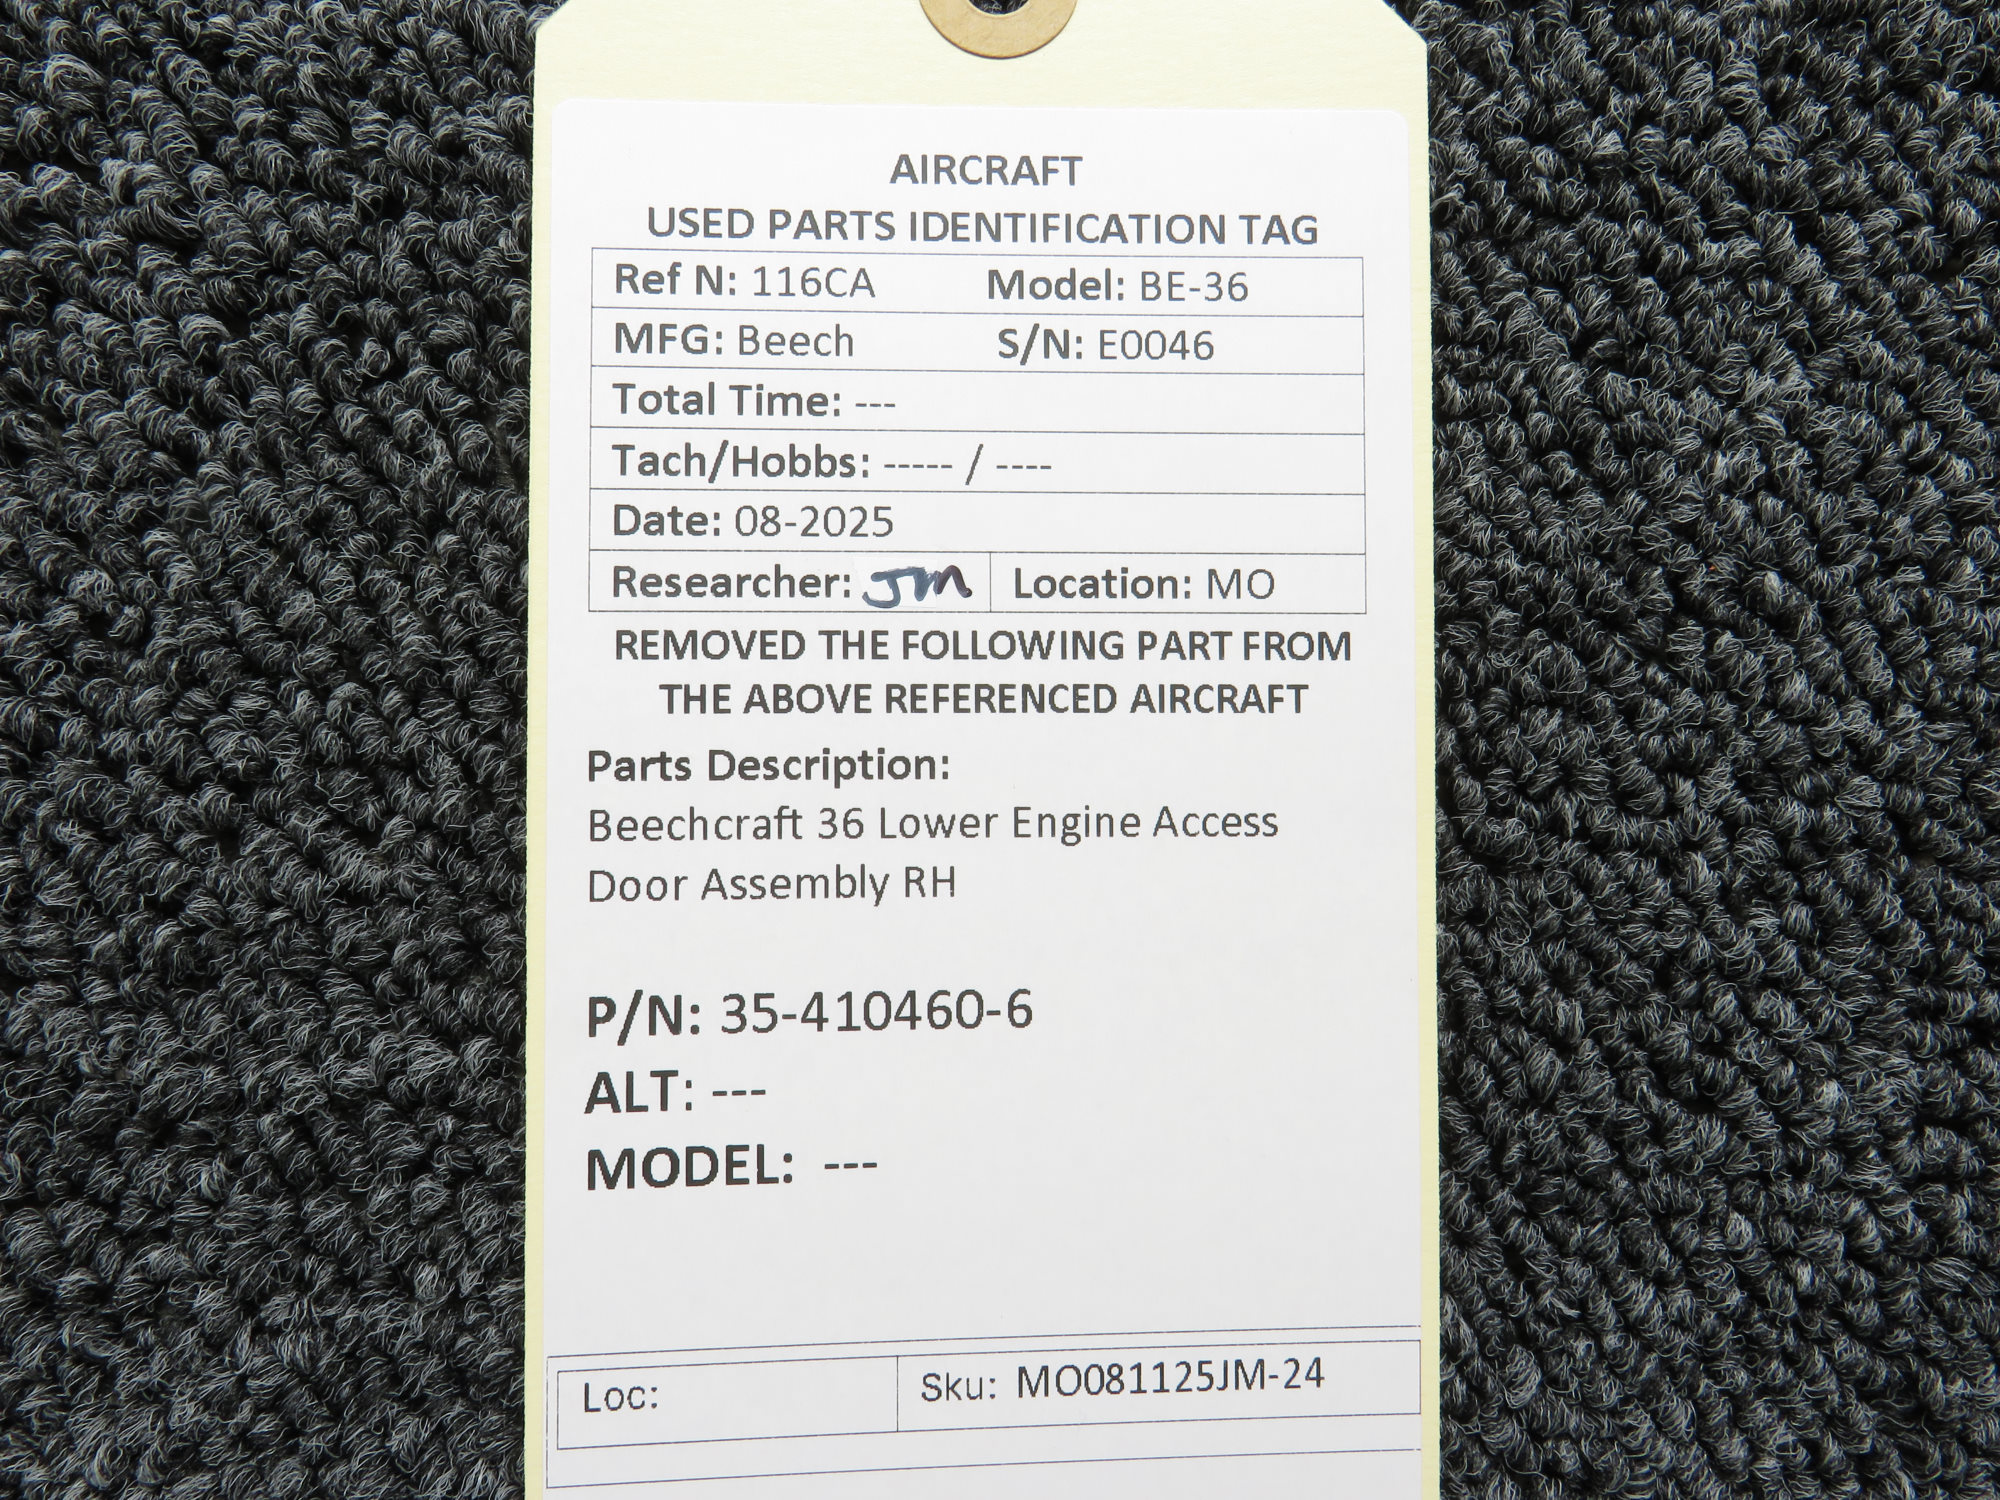 AIRCRAFT
USED PARTS IDENTIFICATION TAG
Ref N: 116CA Model: BE-36
MFG: Beech S/N: E0046
Total Time: ---
Tach/Hobbs: ----- / ----
Date: 08-2025
Researcher: JM Location: MO
REMOVED THE FOLLOWING PART FROM
THE ABOVE REFERENCED AIRCRAFT
Parts Description:
Beechcraft 36 Lower Engine Access
Door Assembly RH
P/N: 35-410460-6
ALT: ---
MODEL: ---
Loc: Sku: MO081125JM-24